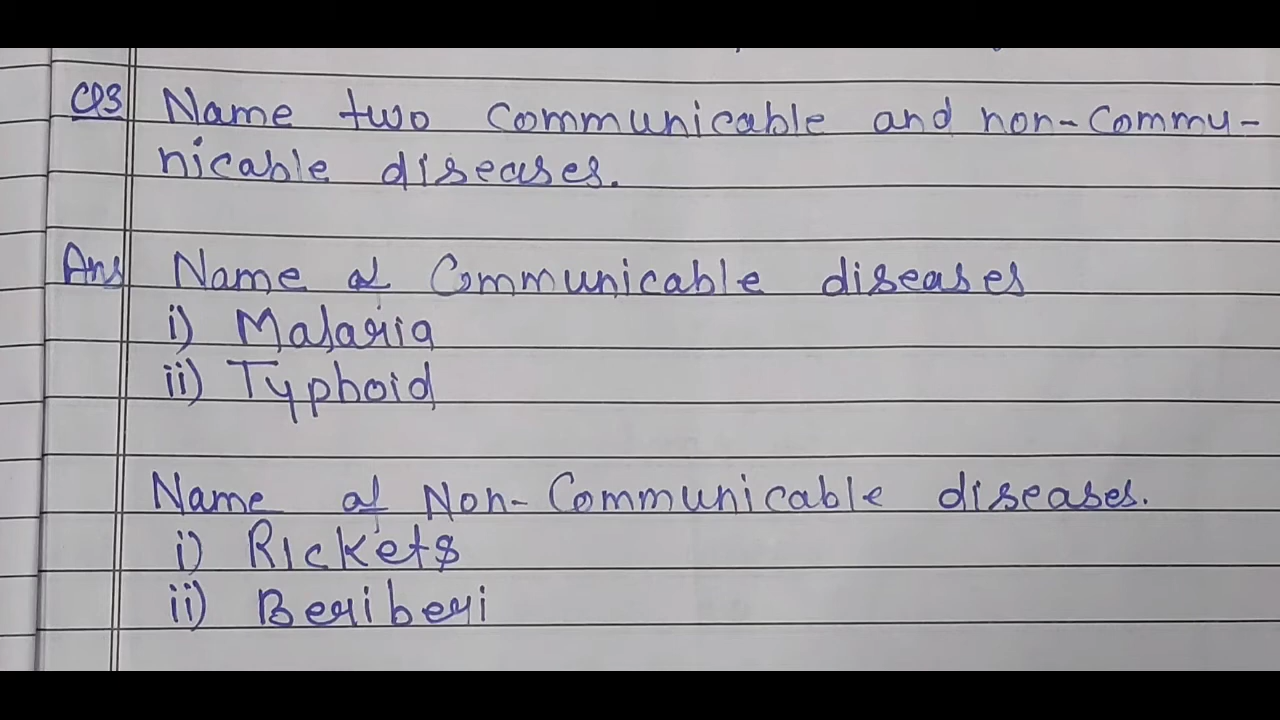 Q3 Name two communicable and non-commu-
nicable diseases.
Ans Name of Communicable diseases
i) Malaria
ii) Typhoid
Name of Non-Communicable diseases.
i) Rickets
ii) Beriberi